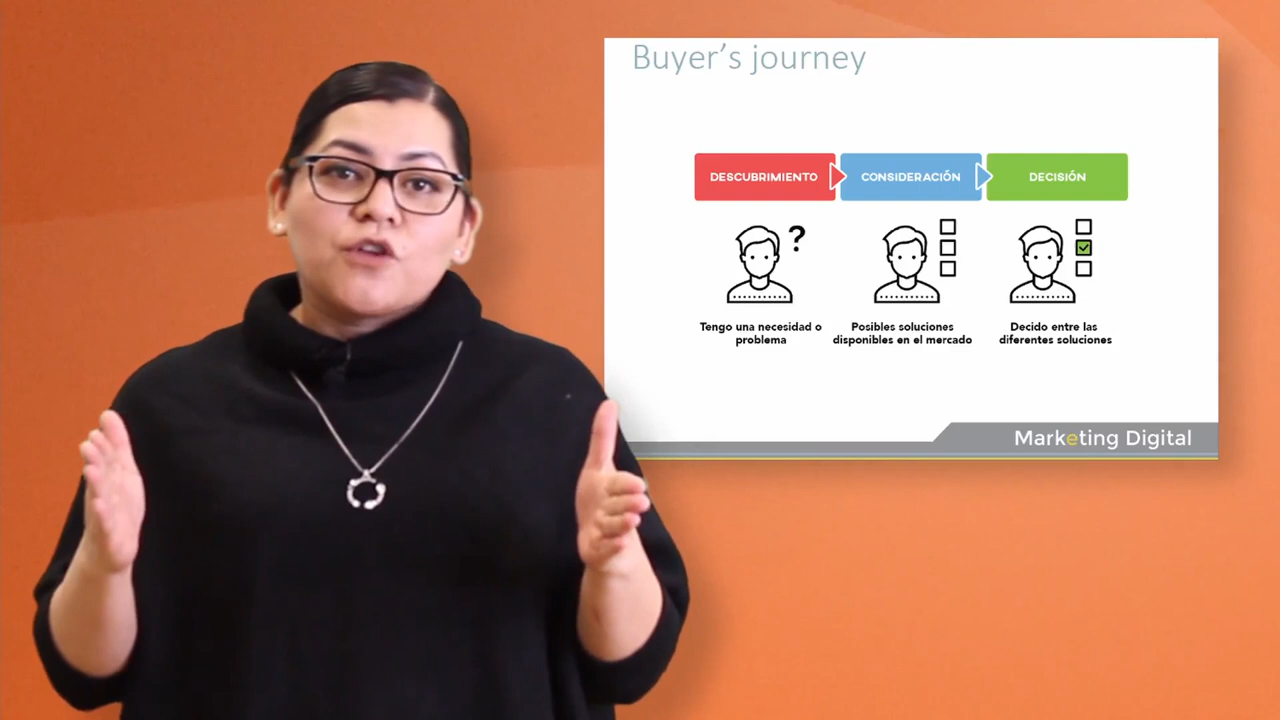 Buyer's journey
DESCUBRIMIENTO
CONSIDERACIÓN
DECISIÓN
?
Tengo una necesidad o
problema
Posibles soluciones
disponibles en el mercado
Decido entre las
diferentes soluciones
Marketing Digital